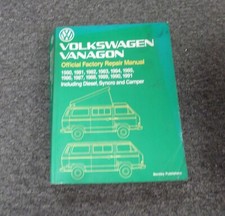 VOLKSWAGEN
VANAGON
Official Factory Repair Manual
1980, 1981, 1982, 1983, 1984, 1985,
1986, 1987, 1988, 1989, 1990, 1991
Including Diesel, Syncro and Camper
Bentley Publishers